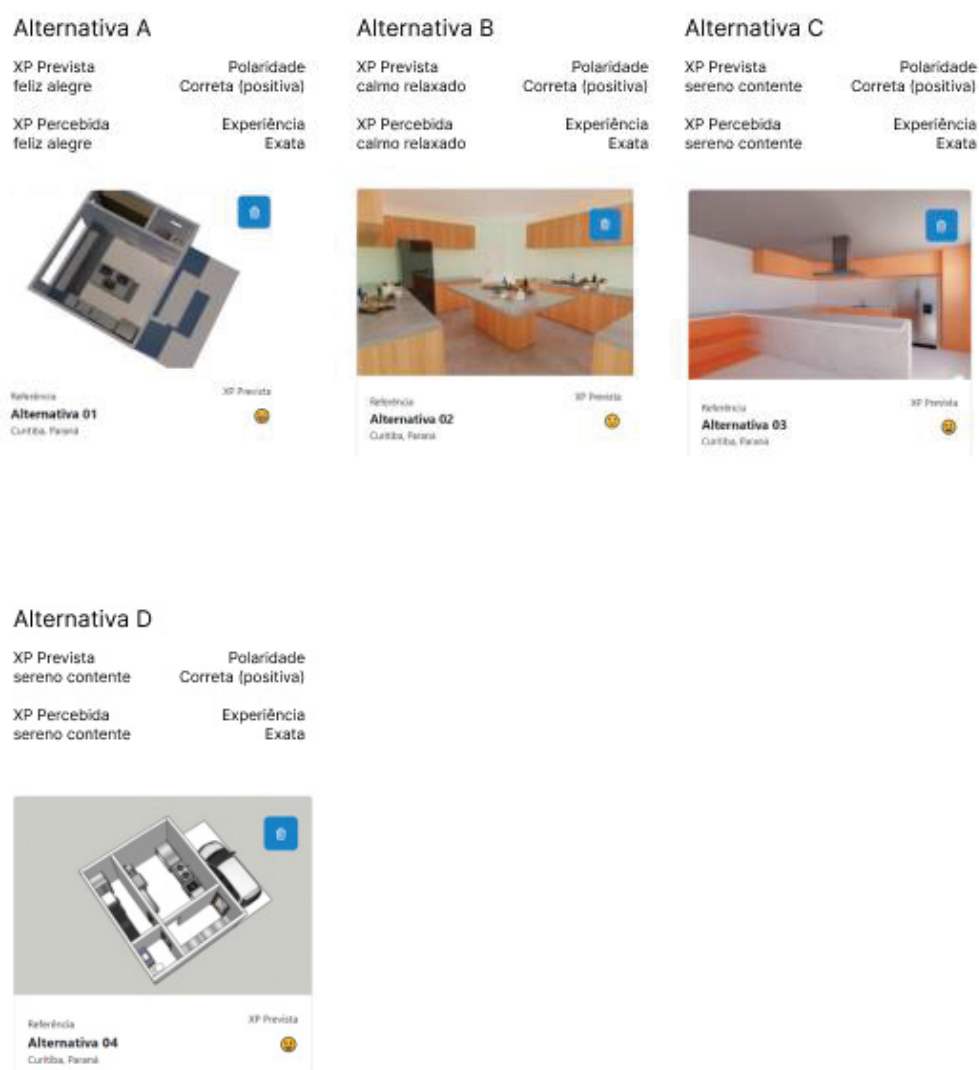 Alternativa A
XP Prevista
feliz alegre
Polaridade
Correta (positiva)
XP Percebida
feliz alegre
Experiência
Exata
Referência
Alternativa 01
Curitiba, Paraná
XP Prevista
Alternativa B
XP Prevista
calmo relaxado
Polaridade
Correta (positiva)
XP Percebida
calmo relaxado
Experiência
Exata
Referência
Alternativa 02
Curitiba, Paraná
XP Prevista
Alternativa C
XP Prevista
sereno contente
Polaridade
Correta (positiva)
XP Percebida
sereno contente
Experiência
Exata
Referência
Alternativa 03
Curitiba, Paraná
XP Prevista
Alternativa D
XP Prevista
sereno contente
Polaridade
Correta (positiva)
XP Percebida
sereno contente
Experiência
Exata
Referência
Alternativa 04
Curitiba, Paraná
XP Prevista